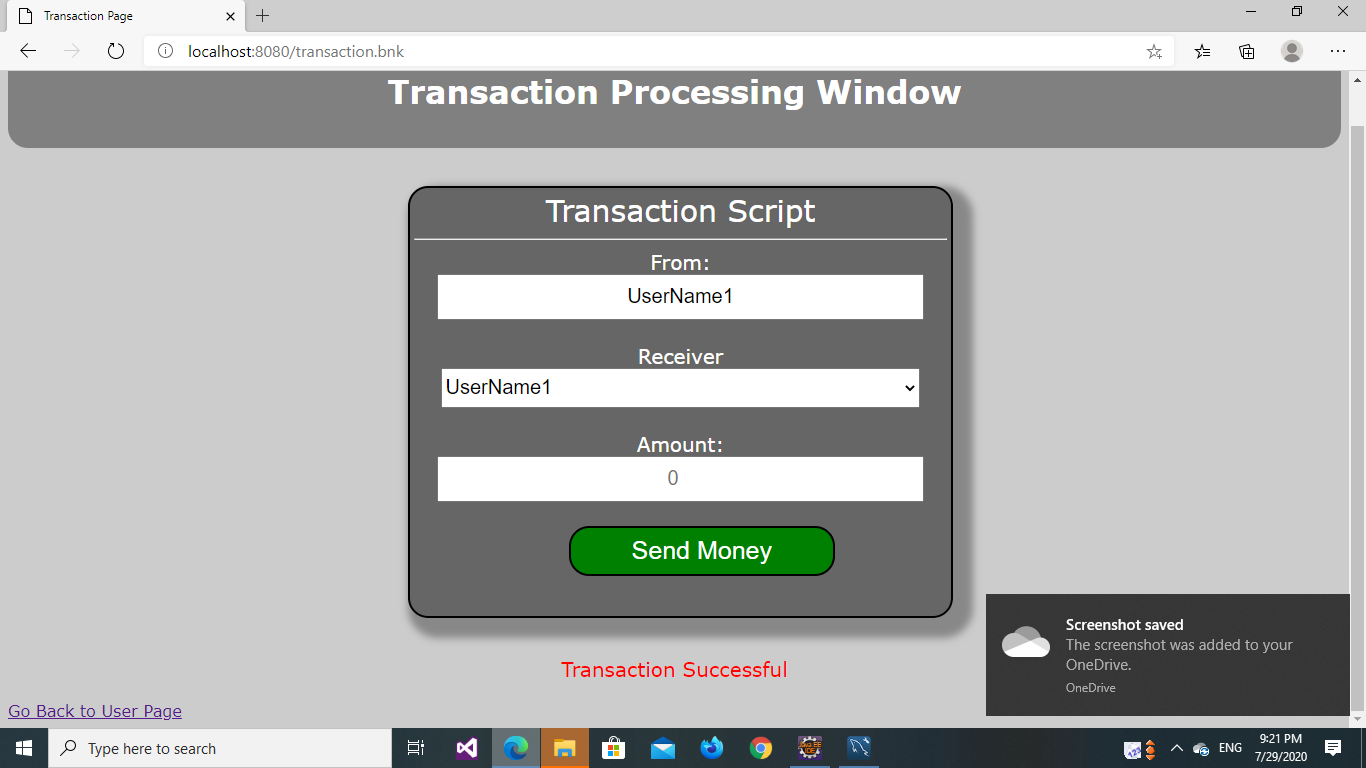 Transaction Page
localhost:8080/transaction.bnk
Transaction Processing Window
Transaction Script
From:
UserName1
Receiver
UserName1
Amount:
0
Send Money
Screenshot saved
The screenshot was added to your
OneDrive.
OneDrive
Transaction Successful
Go Back to User Page
Type here to search
ENG
9:21 PM
7/29/2020